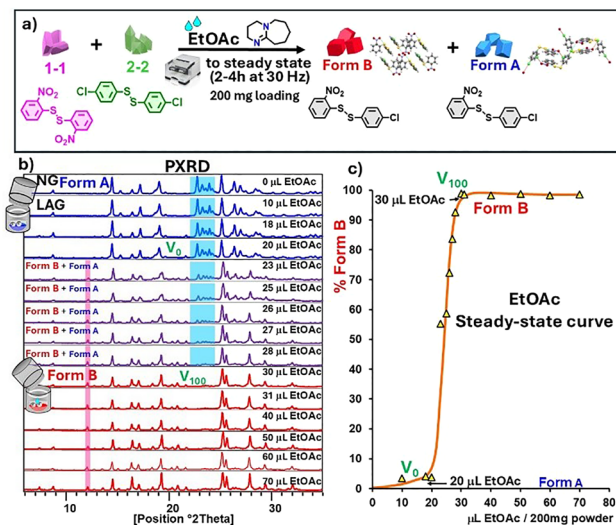 a)
1-1
+
2-2
EtOAc
to steady state
(2-4h at 30 Hz)
200 mg loading
Form B
+
Form A
NO2
S
S
O2N
Cl
S
S
Cl
N
N
NO2
S
S
Cl
NO2
S
S
Cl
b)
PXRD
NG Form A
0 µL EtOAc
LAG
10 µL EtOAc
18 µL EtOAc
V0
20 µL EtOAc
Form B + Form A
23 µL EtOAc
Form B + Form A
25 µL EtOAc
Form B + Form A
26 µL EtOAc
Form B + Form A
27 µL EtOAc
Form B + Form A
28 µL EtOAc
Form B
V100
30 µL EtOAc
31 µL EtOAc
40 µL EtOAc
50 µL EtOAc
60 µL EtOAc
70 µL EtOAc
10
20
30
[Position °2Theta]
c)
V100
30 µL EtOAc
Form B
EtOAc
Steady-state curve
V0
20 µL EtOAc
Form A
% Form B
100
90
80
70
60
50
40
30
20
10
0
0
10
20
30
40
50
60
70
80
µL EtOAc / 200mg powder